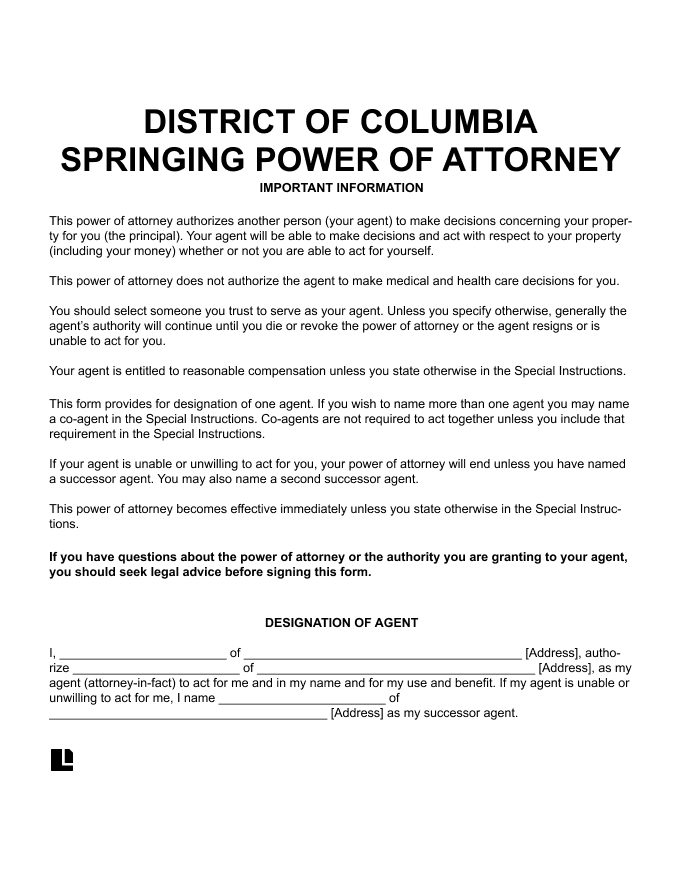 DISTRICT OF COLUMBIA
SPRINGING POWER OF ATTORNEY
IMPORTANT INFORMATION
This power of attorney authorizes another person (your agent) to make decisions concerning your proper-
ty for you (the principal). Your agent will be able to make decisions and act with respect to your property
(including your money) whether or not you are able to act for yourself.
This power of attorney does not authorize the agent to make medical and health care decisions for you.
You should select someone you trust to serve as your agent. Unless you specify otherwise, generally the
agent's authority will continue until you die or revoke the power of attorney or the agent resigns or is
unable to act for you.
Your agent is entitled to reasonable compensation unless you state otherwise in the Special Instructions.
This form provides for designation of one agent. If you wish to name more than one agent you may name
a co-agent in the Special Instructions. Co-agents are not required to act together unless you include that
requirement in the Special Instructions.
If your agent is unable or unwilling to act for you, your power of attorney will end unless you have named
a successor agent. You may also name a second successor agent.
This power of attorney becomes effective immediately unless you state otherwise in the Special Instruc-
tions.
If you have questions about the power of attorney or the authority you are granting to your agent,
you should seek legal advice before signing this form.
DESIGNATION OF AGENT
I, ________________________ of ________________________________________ [Address], autho-
rize ________________________ of ________________________________________ [Address], as my
agent (attorney-in-fact) to act for me and in my name and for my use and benefit. If my agent is unable or
unwilling to act for me, I name ________________________ of
________________________________________ [Address] as my successor agent.